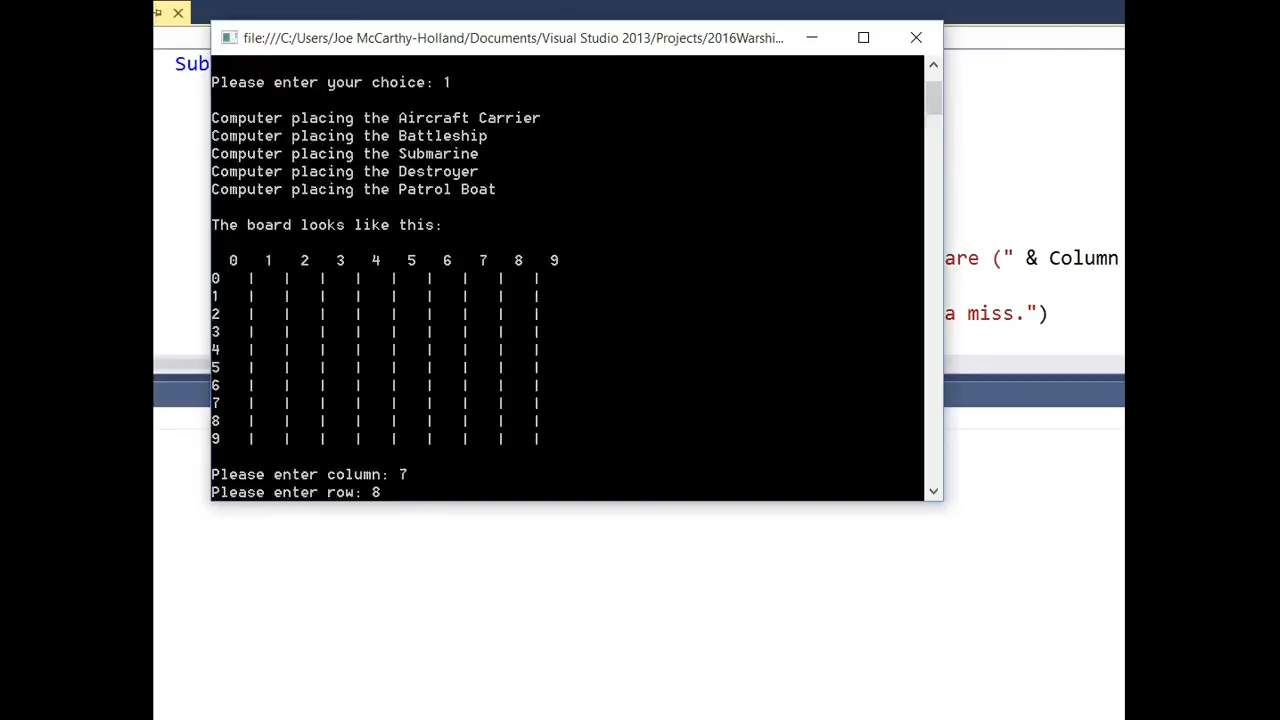 file:///C:/Users/Joe McCarthy-Holland/Documents/Visual Studio 2013/Projects/2016Warshi...
Sub
Please enter your choice: 1
Computer placing the Aircraft Carrier
Computer placing the Battleship
Computer placing the Submarine
Computer placing the Destroyer
Computer placing the Patrol Boat
The board looks like this:
0 1 2 3 4 5 6 7 8 9
are (" & Column
0 | | | | | | | | |
1 | | | | | | | | |
2 | | | | | | | | |
a miss.")
3 | | | | | | | | |
4 | | | | | | | | |
5 | | | | | | | | |
6 | | | | | | | | |
7 | | | | | | | | |
8 | | | | | | | | |
9 | | | | | | | | |
Please enter column: 7
Please enter row: 8